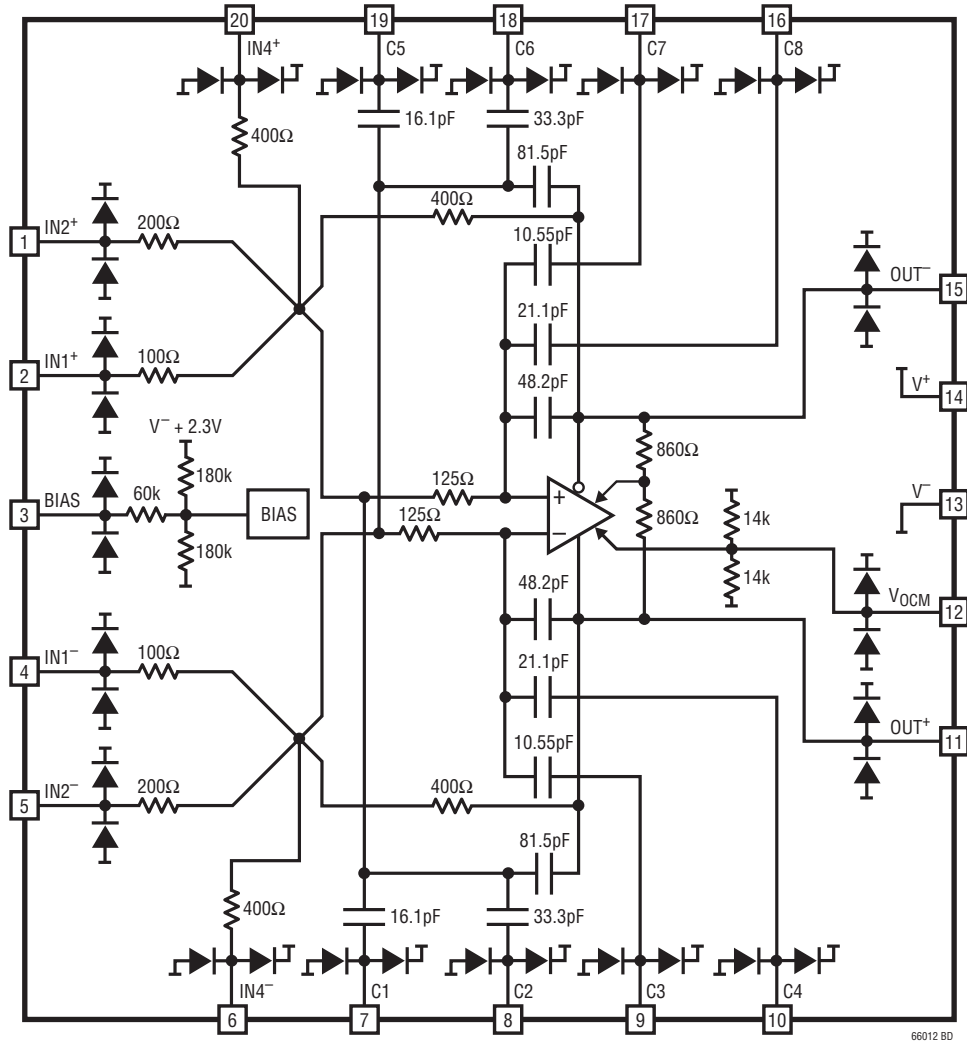 20 19 18 17 16
IN4+ C5 C6 C7 C8
16.1pF 33.3pF
400Ω
81.5pF
400Ω
IN2+ 200Ω 10.55pF
1
OUT−
15
21.1pF
IN1+ 100Ω
2
48.2pF
V+
14
V− + 2.3V
860Ω
180k
125Ω
60k
BIAS
3
BIAS
+
125Ω
860Ω
14k
V−
13
−
180k
14k
48.2pF
VOCM
12
IN1− 100Ω
4
21.1pF
OUT+
11
10.55pF
IN2− 200Ω 400Ω
5
81.5pF
400Ω 16.1pF 33.3pF
IN4− C1 C2 C3 C4
6 7 8 9 10
66012 BD